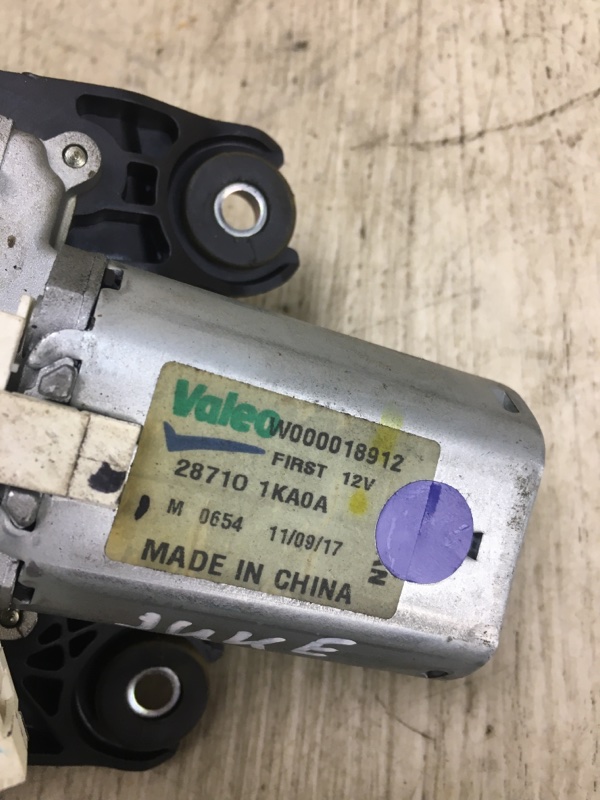 Valeo W000018912
FIRST 12V
28710 1KA0A
M 0654 11/09/17
MADE IN CHINA
JUKE